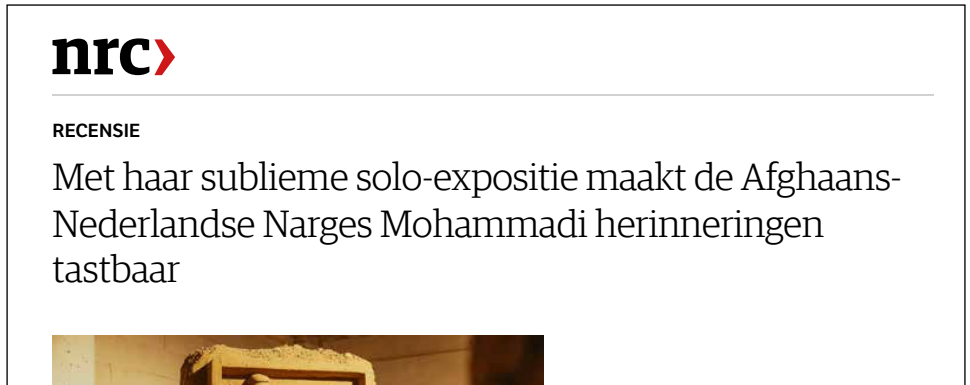 nrc›
RECENSIE
Met haar sublieme solo-expositie maakt de Afghaans-
Nederlandse Narges Mohammadi herinneringen
tastbaar